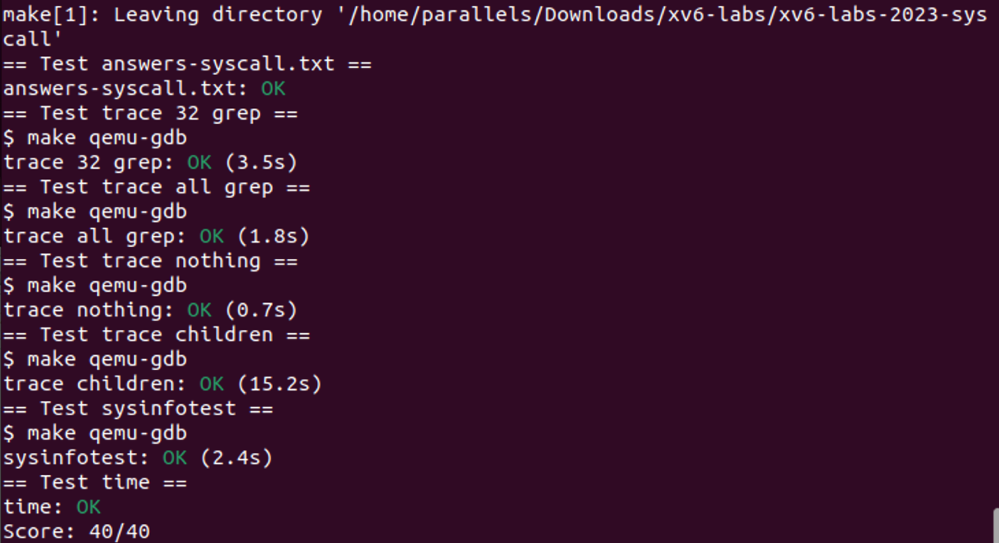 make[1]: Leaving directory '/home/parallels/Downloads/xv6-labs/xv6-labs-2023-sys
call'
== Test answers-syscall.txt ==
answers-syscall.txt: OK
== Test trace 32 grep ==
$ make qemu-gdb
trace 32 grep: OK (3.5s)
== Test trace all grep ==
$ make qemu-gdb
trace all grep: OK (1.8s)
== Test trace nothing ==
$ make qemu-gdb
trace nothing: OK (0.7s)
== Test trace children ==
$ make qemu-gdb
trace children: OK (15.2s)
== Test sysinfotest ==
$ make qemu-gdb
sysinfotest: OK (2.4s)
== Test time ==
time: OK
Score: 40/40